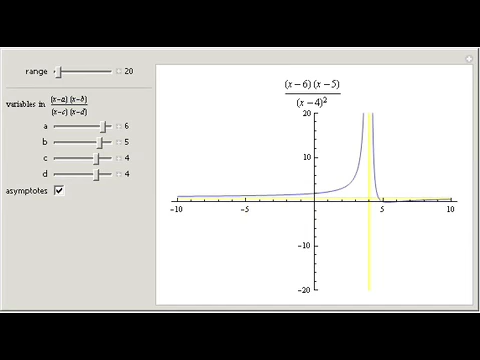 range 20
variables in (x-a) (x-b)
(x-c) (x-d)
a 6
b 5
c 4
d 4
asymptotes
(x-6) (x-5)
(x-4)²
20
10
-10 -5 0 5 10
-10
-20